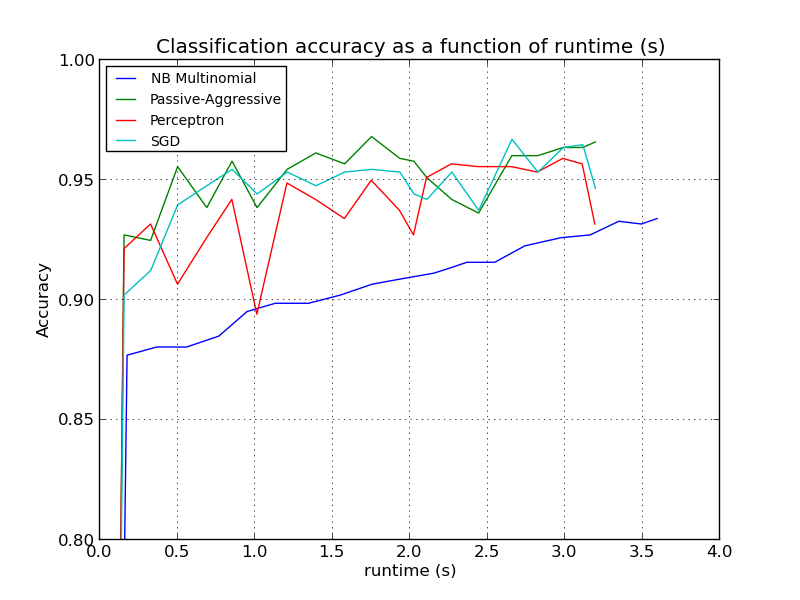 Classification accuracy as a function of runtime (s)
1.00
NB Multinomial
Passive-Aggressive
Perceptron
SGD
0.95
0.90
Accuracy
0.85
0.80
0.0 0.5 1.0 1.5 2.0 2.5 3.0 3.5 4.0
runtime (s)